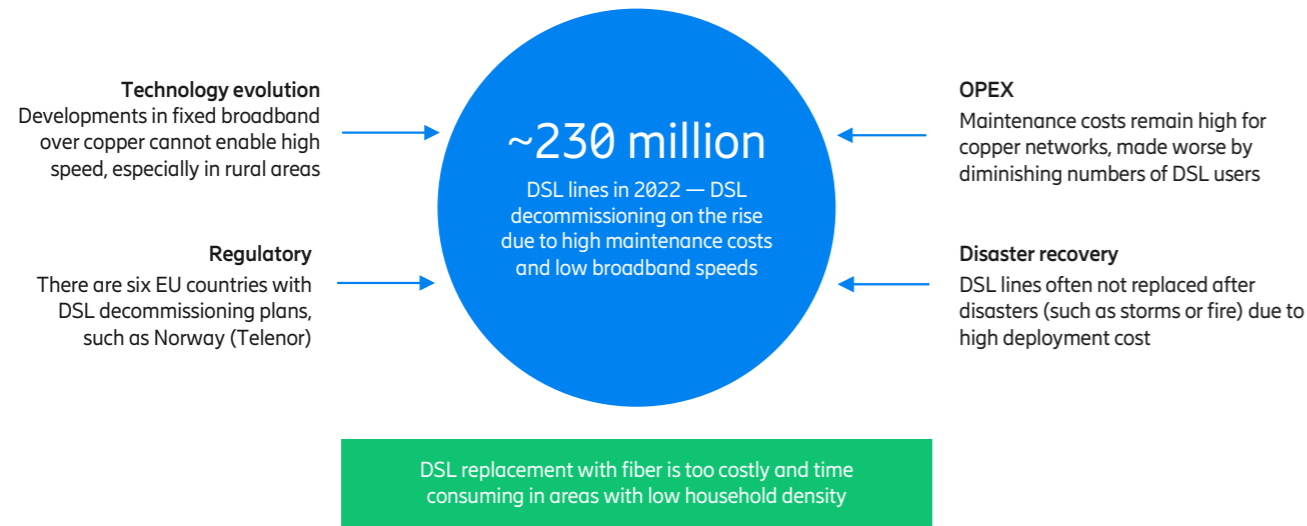 Technology evolution
Developments in fixed broadband
over copper cannot enable high
speed, especially in rural areas
Regulatory
There are six EU countries with
DSL decommissioning plans,
such as Norway (Telenor)
~230 million
DSL lines in 2022 — DSL
decommissioning on the rise
due to high maintenance costs
and low broadband speeds
OPEX
Maintenance costs remain high for
copper networks, made worse by
diminishing numbers of DSL users
Disaster recovery
DSL lines often not replaced after
disasters (such as storms or fire) due to
high deployment cost
DSL replacement with fiber is too costly and time
consuming in areas with low household density